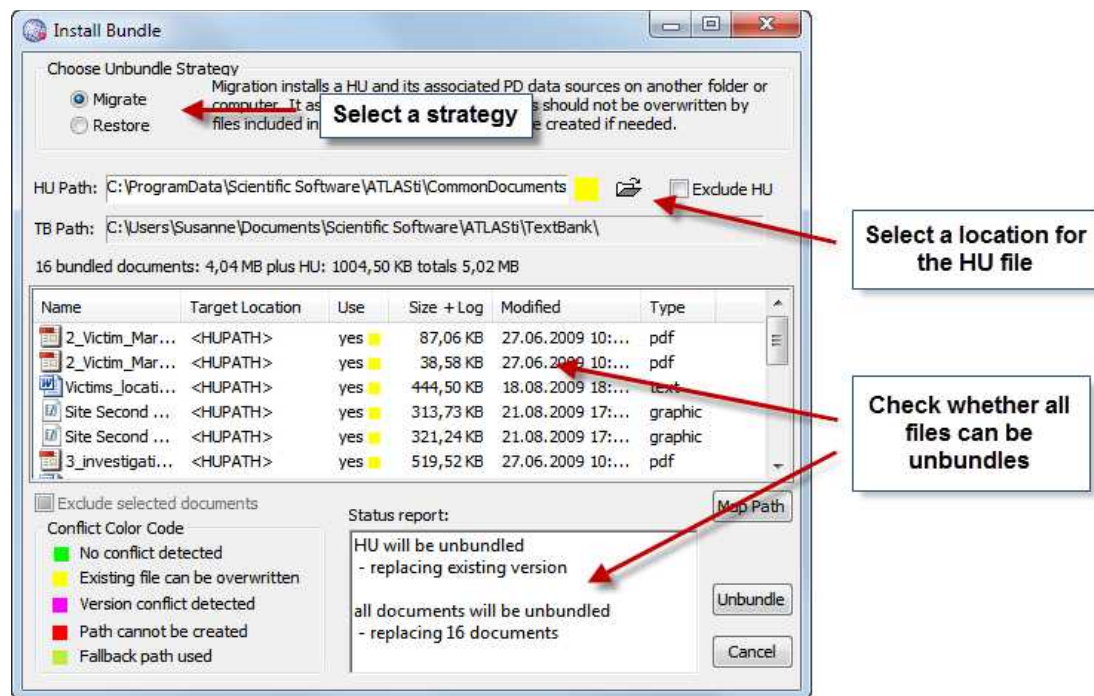 Install Bundle
Choose Unbundle Strategy
Migrate
Restore
Migration installs a HU and its associated PD data sources on another folder or
computer. It as s should not be overwritten by
files included in e created if needed.
Select a strategy
HU Path: C:\ProgramData\Scientific Software\ATLASti\CommonDocuments Exclude HU
TB Path: C:\Users\Susanne\Documents\Scientific Software\ATLASti\TextBank\
Select a location for
the HU file
16 bundled documents: 4,04 MB plus HU: 1004,50 KB totals 5,02 MB
Name Target Location Use Size + Log Modified Type
2_Victim_Mar... <HUPATH> yes 87,06 KB 27.06.2009 10:... pdf
2_Victim_Mar... <HUPATH> yes 38,58 KB 27.06.2009 10:... pdf
Victims_locati... <HUPATH> yes 444,50 KB 18.08.2009 18:... text
Site Second ... <HUPATH> yes 313,73 KB 21.08.2009 17:... graphic
Site Second ... <HUPATH> yes 321,24 KB 21.08.2009 17:... graphic
3_investigati... <HUPATH> yes 519,52 KB 27.06.2009 10:... pdf
Check whether all
files can be
unbundles
Exclude selected documents
Map Path
Conflict Color Code
No conflict detected
Existing file can be overwritten
Version conflict detected
Path cannot be created
Fallback path used
Status report:
HU will be unbundled
- replacing existing version
all documents will be unbundled
- replacing 16 documents
Unbundle
Cancel